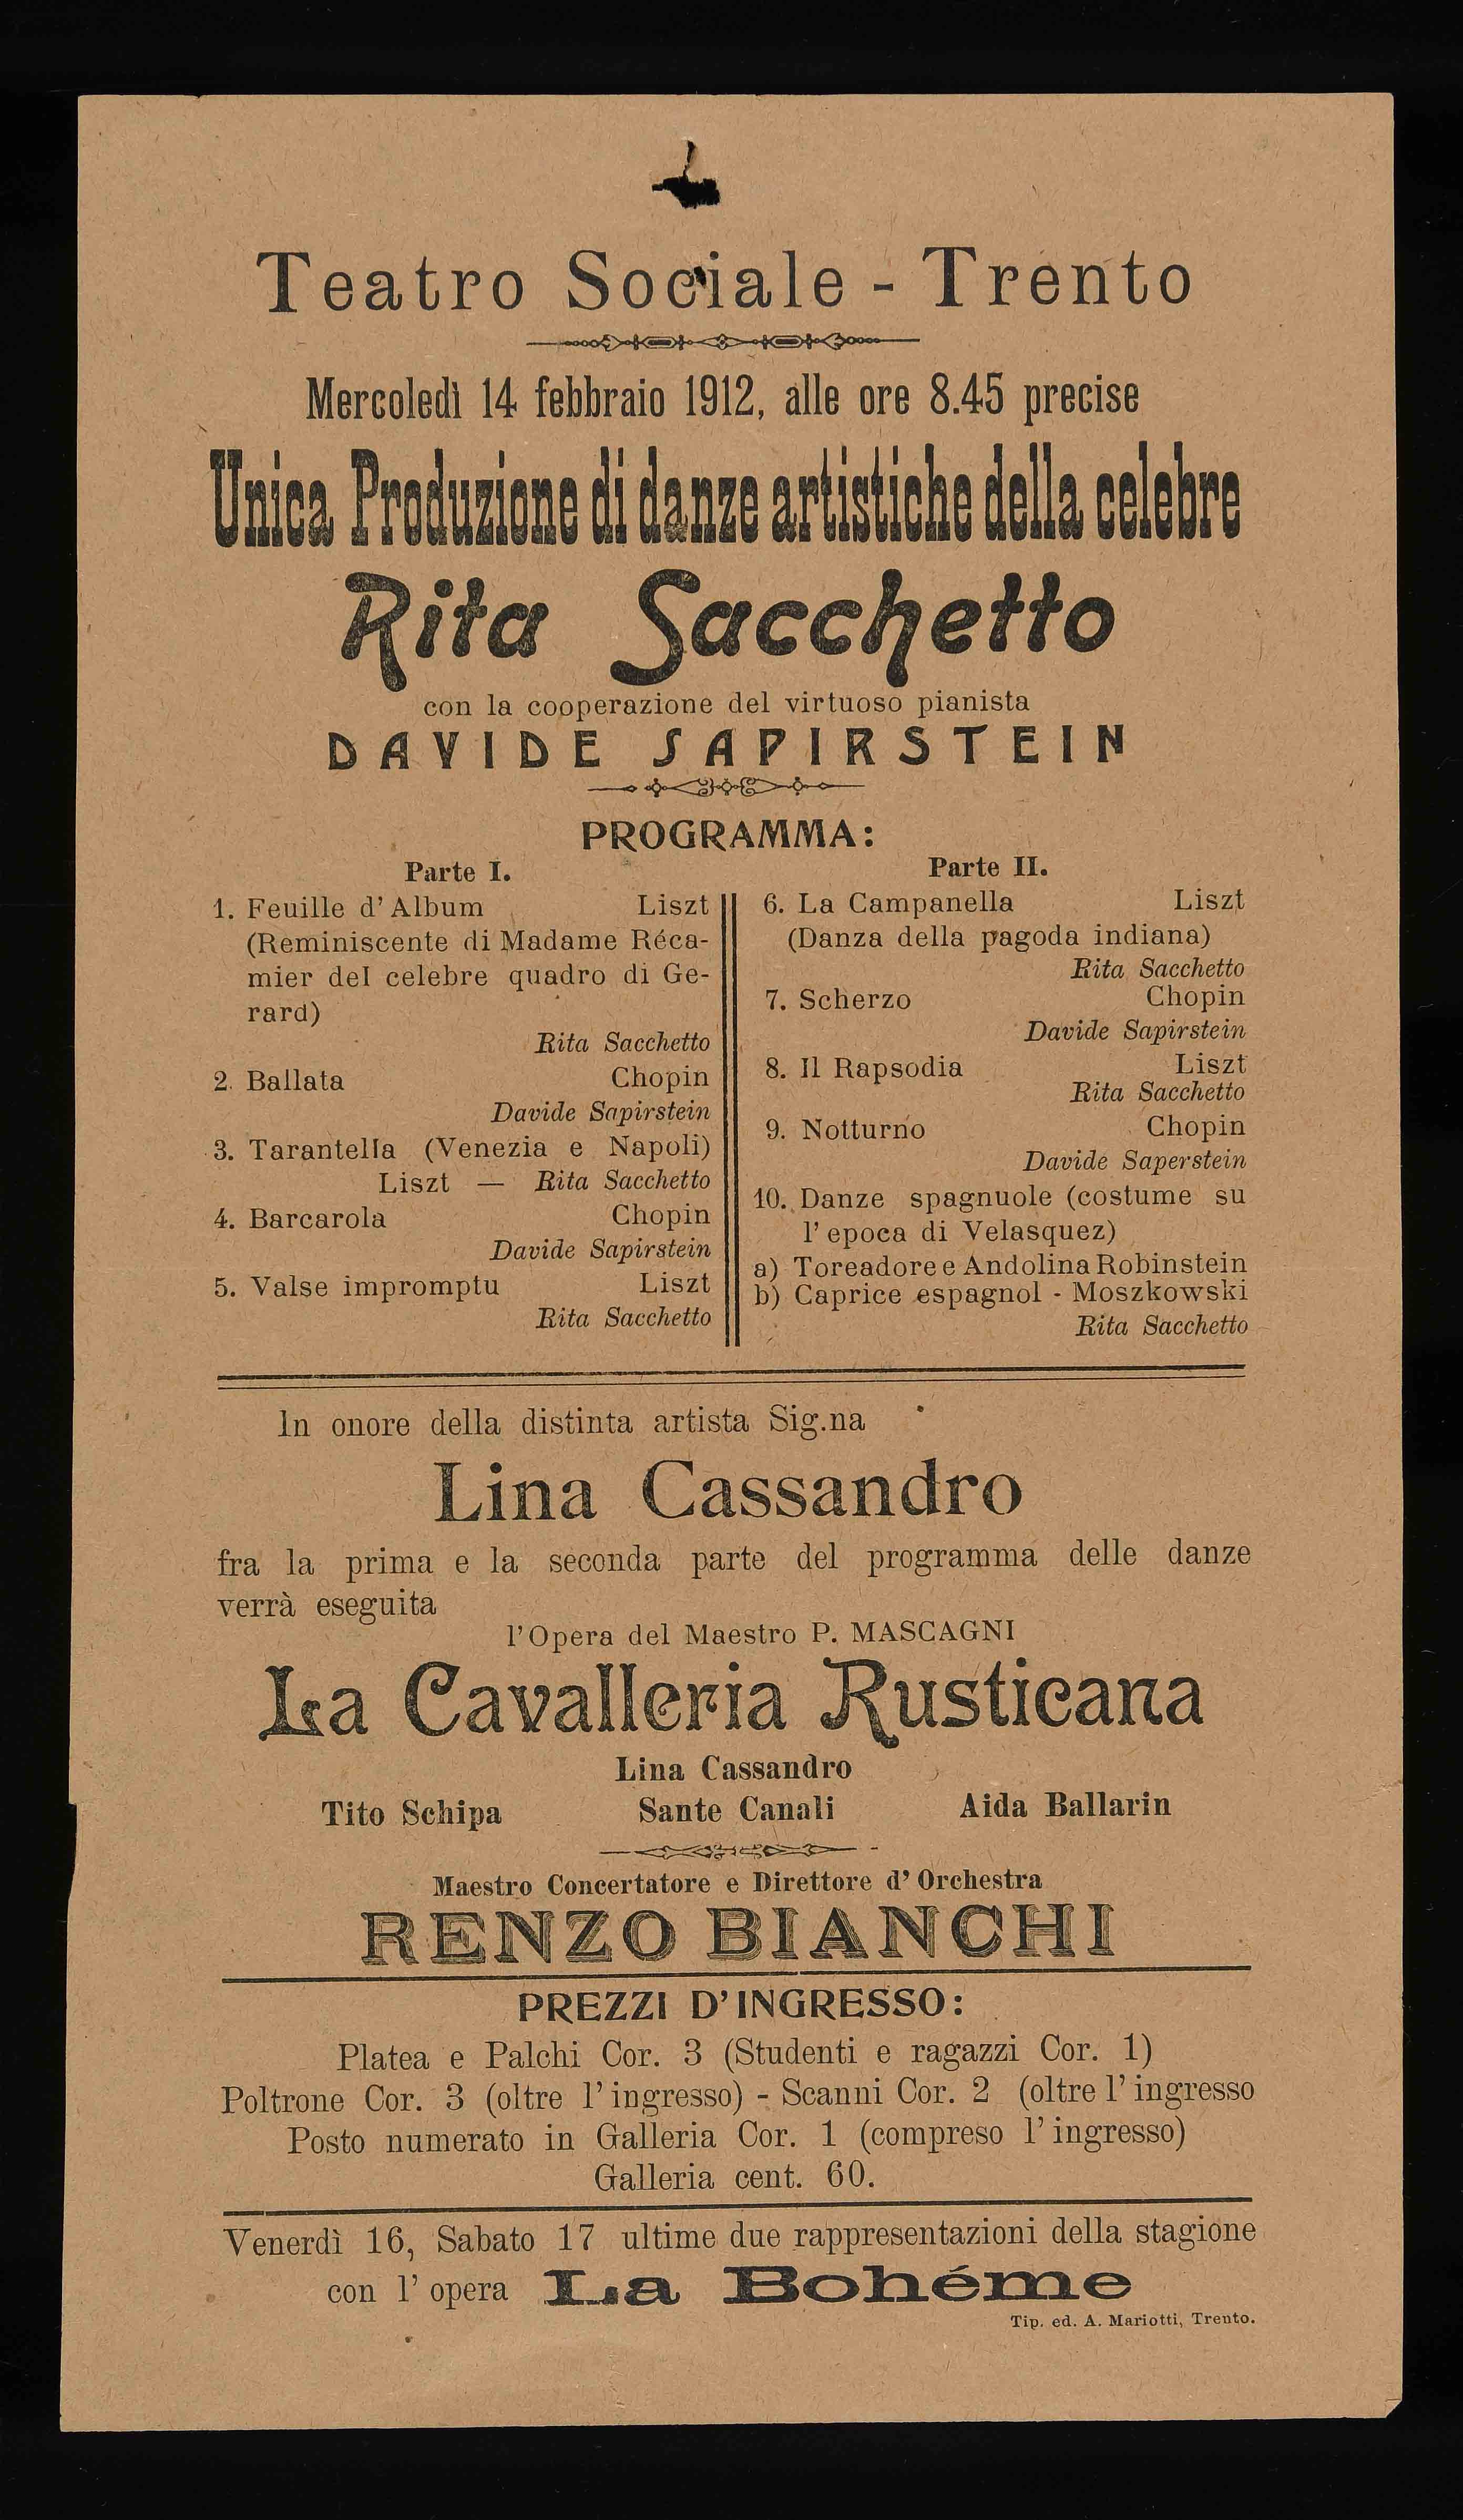 Teatro Sociale - Trento
Mercoledì 14 febbraio 1912, alle ore 8.45 precise
Unica Produzione di danze artistiche della celebre
Rita Sacchetto
con la cooperazione del virtuoso pianista
DAVIDE SAPIRSTEIN
PROGRAMMA:
Parte I.
1. Feuille d' Album Liszt
(Reminiscente di Madame Réca-
mier del celebre quadro di Ge-
rard)
Rita Sacchetto
2. Ballata Chopin
Davide Sapirstein
3. Tarantella (Venezia e Napoli)
Liszt — Rita Sacchetto
4. Barcarola Chopin
Davide Sapirstein
5. Valse impromptu Liszt
Rita Sacchetto
Parte II.
6. La Campanella Liszt
(Danza della pagoda indiana)
Rita Sacchetto
7. Scherzo Chopin
Davide Sapirstein
8. Il Rapsodia Liszt
Rita Sacchetto
9. Notturno Chopin
Davide Saperstein
10. Danze spagnuole (costume su
l' epoca di Velasquez)
a) Toreadore e Andolina Robinstein
b) Caprice espagnol - Moszkowski
Rita Sacchetto
In onore della distinta artista Sig.na
Lina Cassandro
fra la prima e la seconda parte del programma delle danze
verrà eseguita
l'Opera del Maestro P. MASCAGNI
La Cavalleria Rusticana
Lina Cassandro
Tito Schipa Sante Canali Aida Ballarin
Maestro Concertatore e Direttore d' Orchestra
RENZO BIANCHI
PREZZI D'INGRESSO:
Platea e Palchi Cor. 3 (Studenti e ragazzi Cor. 1)
Poltrone Cor. 3 (oltre l' ingresso) - Scanni Cor. 2 (oltre l' ingresso
Posto numerato in Galleria Cor. 1 (compreso l' ingresso)
Galleria cent. 60.
Venerdì 16, Sabato 17 ultime due rappresentazioni della stagione
con l' opera La Bohéme
Tip. ed. A. Mariotti, Trento.